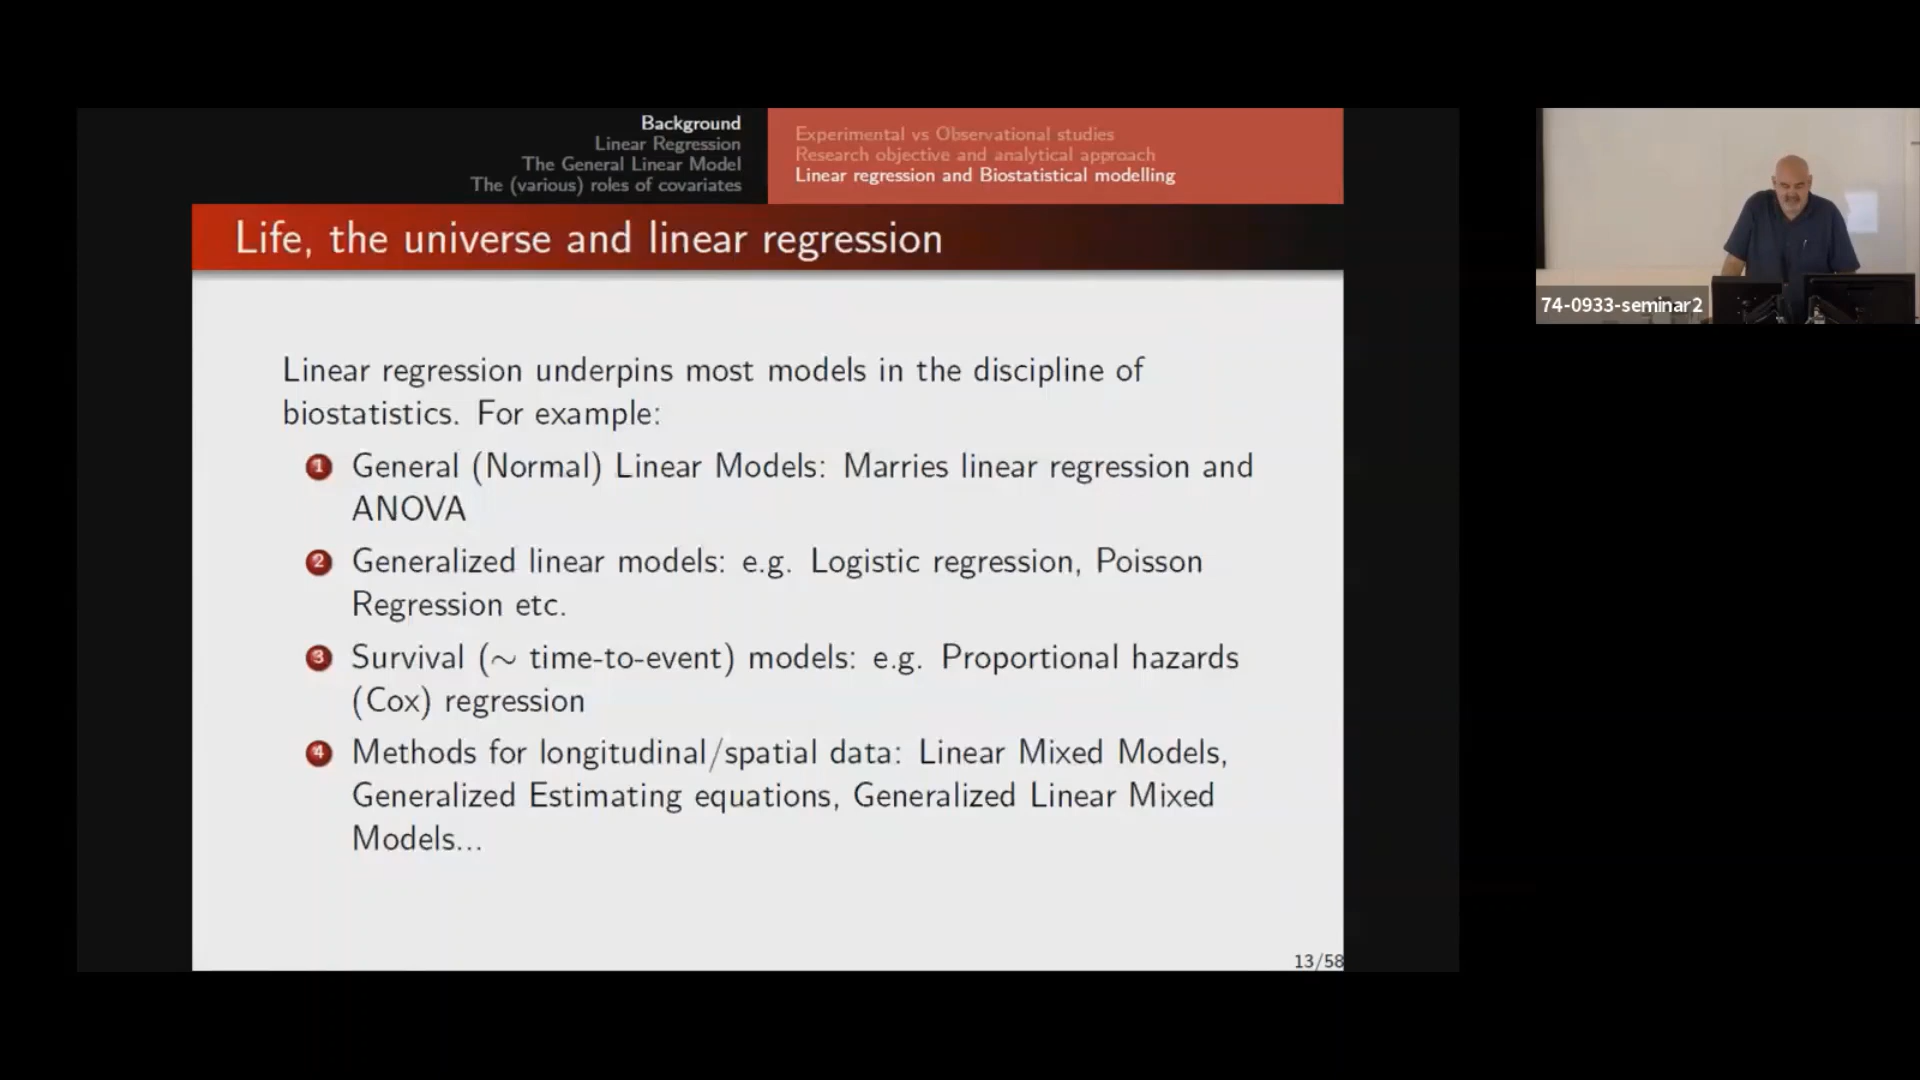 Background
Linear Regression
The General Linear Model
The (various) roles of covariates
Experimental vs Observational studies
Research objective and analytical approach
Linear regression and Biostatistical modelling
Life, the universe and linear regression
Linear regression underpins most models in the discipline of
biostatistics. For example:
1 General (Normal) Linear Models: Marries linear regression and
ANOVA
2 Generalized linear models: e.g. Logistic regression, Poisson
Regression etc.
3 Survival (~ time-to-event) models: e.g. Proportional hazards
(Cox) regression
4 Methods for longitudinal/spatial data: Linear Mixed Models,
Generalized Estimating equations, Generalized Linear Mixed
Models...
13/58
74-0933-seminar2